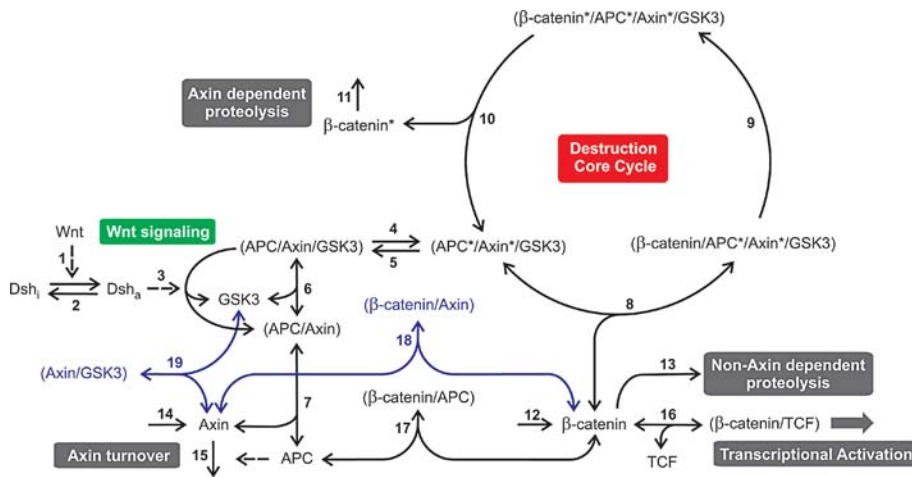 (β-catenin*/APC*/Axin*/GSK3)
Axin dependent
proteolysis
11
β-catenin*
10
9
Destruction
Core Cycle
Wnt
Wnt signaling
1
4
(APC/Axin/GSK3)
(APC*/Axin*/GSK3)
(β-catenin/APC*/Axin*/GSK3)
5
3
Dshi
Dsha
2
GSK3
6
8
(β-catenin/Axin)
(APC/Axin)
18
19
13
Non-Axin dependent
proteolysis
(Axin/GSK3)
7
(β-catenin/APC)
14
Axin
17
12
β-catenin
16
(β-catenin/TCF)
Axin turnover
15
APC
TCF
Transcriptional Activation